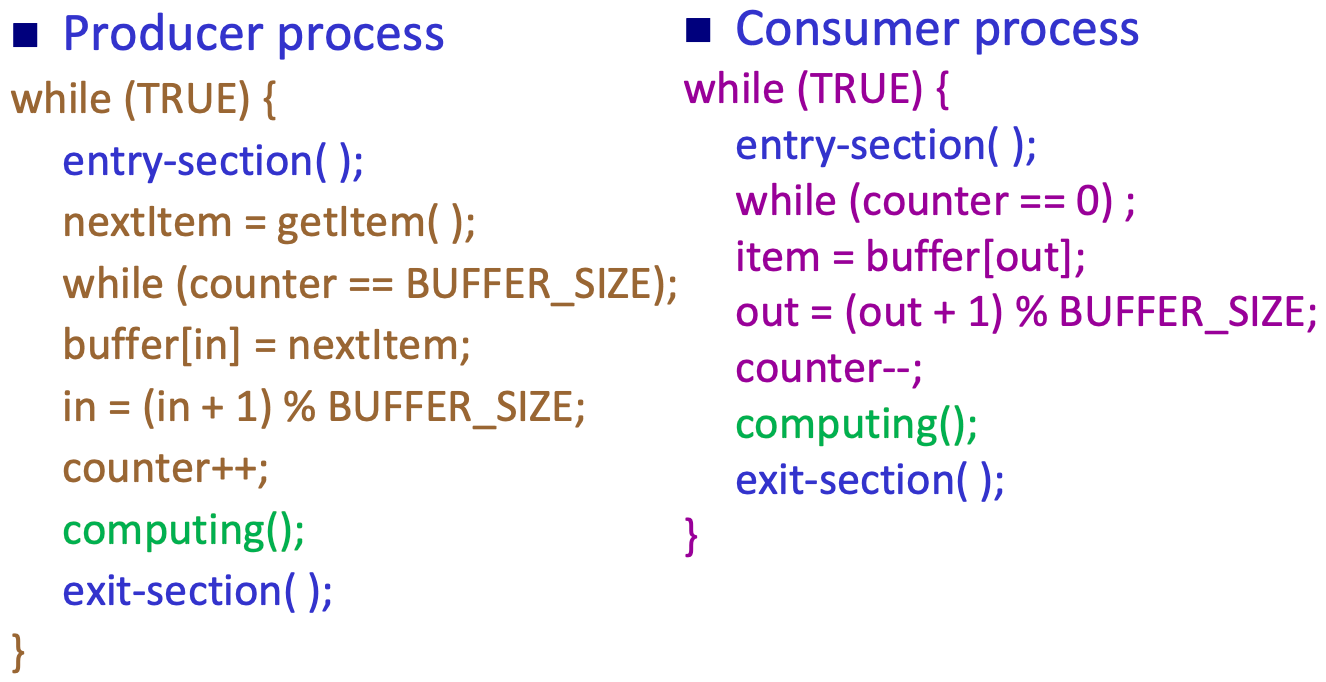 Producer process
while (TRUE) {
entry-section( );
nextItem = getItem( );
while (counter == BUFFER_SIZE);
buffer[in] = nextItem;
in = (in + 1) % BUFFER_SIZE;
counter++;
computing();
exit-section( );
}
Consumer process
while (TRUE) {
entry-section( );
while (counter == 0) ;
item = buffer[out];
out = (out + 1) % BUFFER_SIZE;
counter--;
computing();
exit-section( );
}